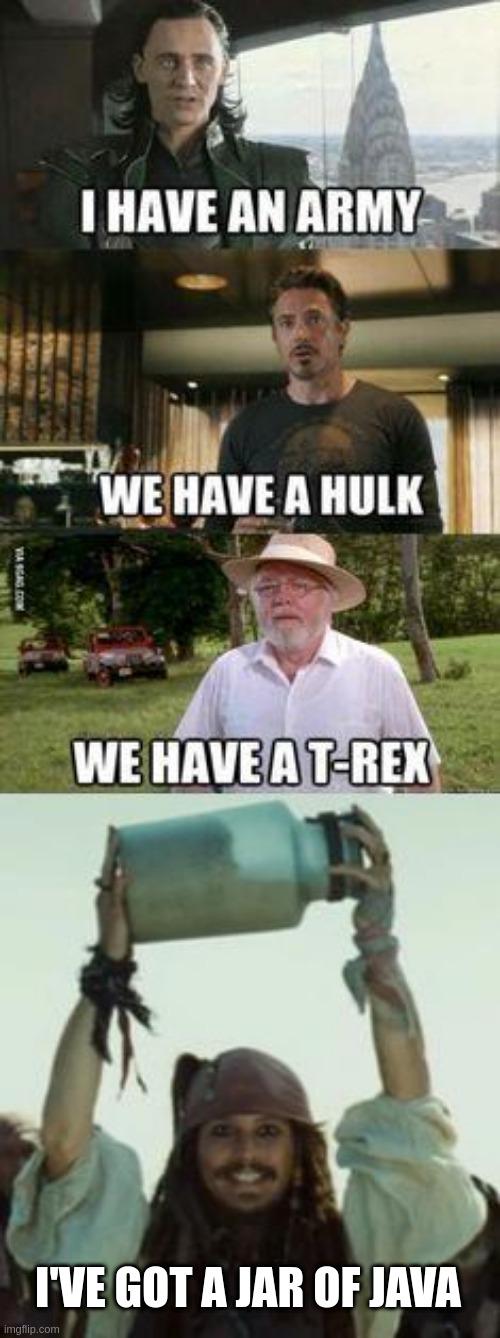 I HAVE AN ARMY
WE HAVE A HULK
VIA 9GAG.COM
WE HAVE A T-REX
I'VE GOT A JAR OF JAVA
imgflip.com